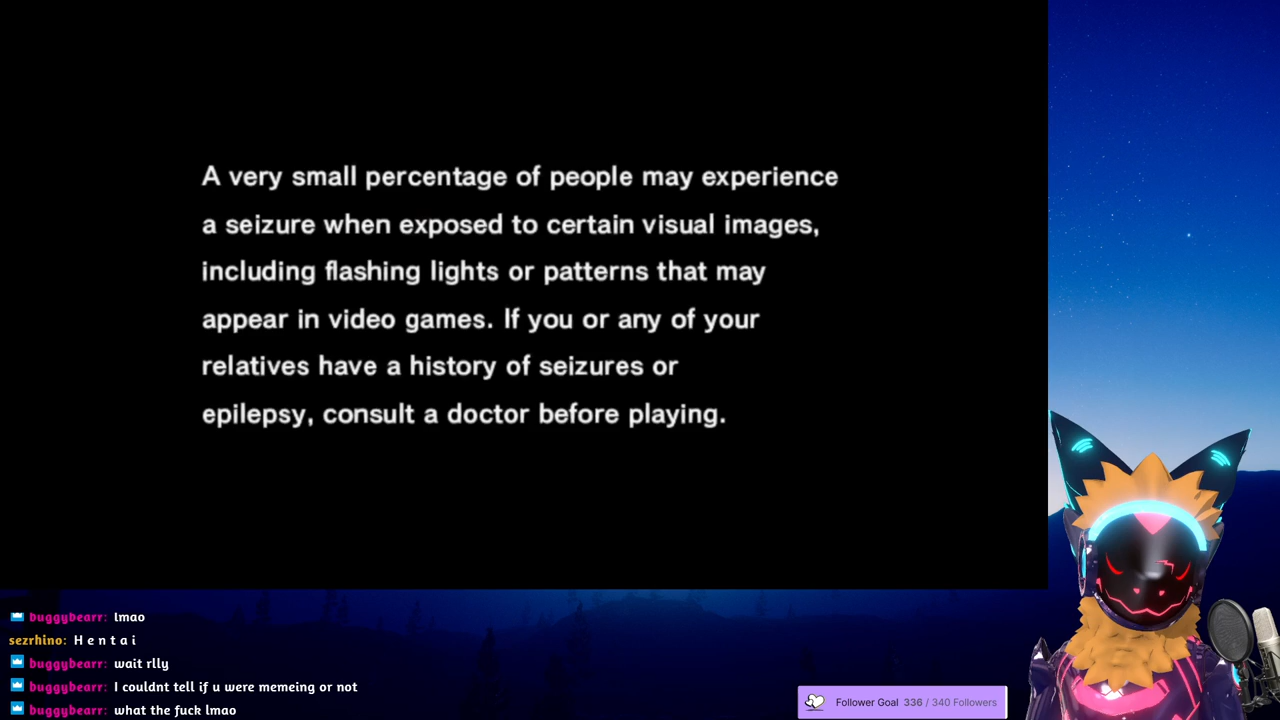 A very small percentage of people may experience
a seizure when exposed to certain visual images,
including flashing lights or patterns that may
appear in video games. If you or any of your
relatives have a history of seizures or
epilepsy, consult a doctor before playing.
buggybearr: lmao
sezrhino: H e n t a i
buggybearr: wait rlly
buggybearr: I couldnt tell if u were memeing or not
buggybearr: what the fuck lmao
Follower Goal 336 / 340 Followers